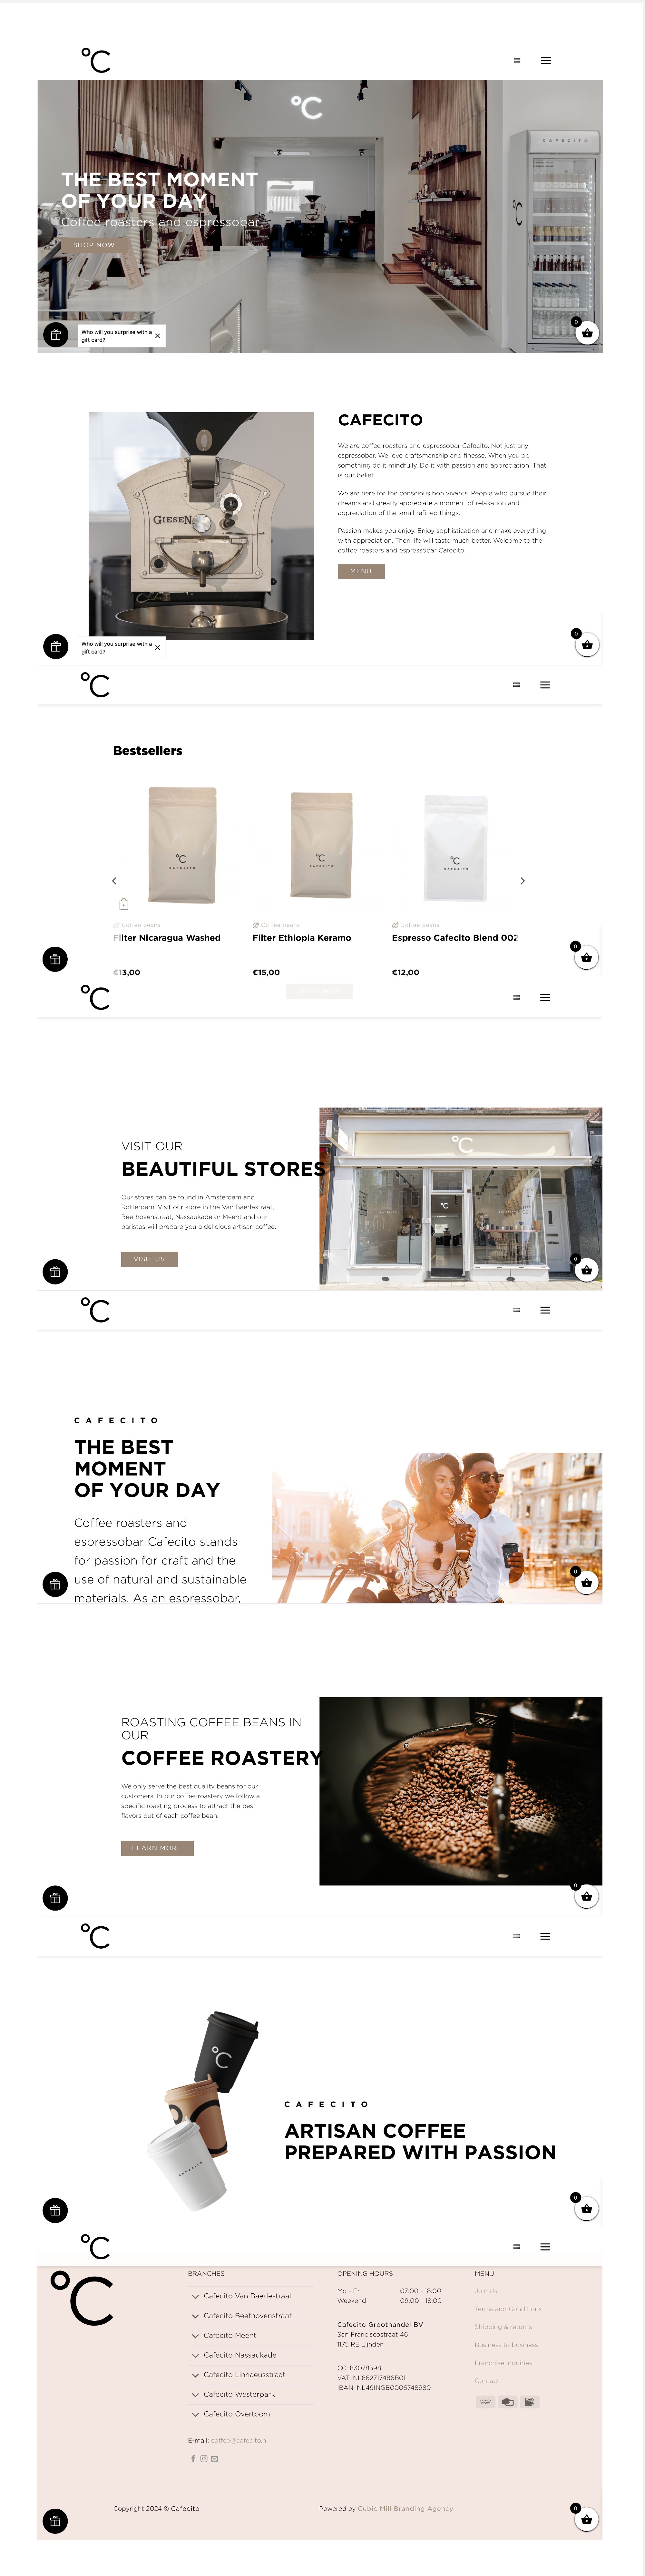 °C
°C
CAFECITO
THE BEST MOMENT
OF YOUR DAY
Coffee roasters and espressobar
SHOP NOW
Who will you surprise with a
gift card?
0
CAFECITO
GIESEN
We are coffee roasters and espressobar Cafecito. Not just any
espressobar. We love craftsmanship and finesse. When you do
something do it mindfully. Do it with passion and appreciation. That
is our belief.
We are here for the conscious bon vivants. People who pursue their
dreams and greatly appreciate a moment of relaxation and
appreciation of the small refined things.
Passion makes you enjoy. Enjoy sophistication and make everything
with appreciation. Then life will taste much better. Welcome to the
coffee roasters and espressobar Cafecito.
MENU
Who will you surprise with a
gift card?
0
°C
Bestsellers
°C
CAFECITO
°C
CAFECITO
°C
CAFECITO
Coffee beans
Coffee beans
Coffee beans
Filter Nicaragua Washed
Filter Ethiopia Keramo
Espresso Cafecito Blend 002
€13,00
€15,00
€12,00
0
°C
°C
VISIT OUR
BEAUTIFUL STORES
Our stores can be found in Amsterdam and
Rotterdam. Visit our store in the Van Baerlestraat,
Beethovenstraat, Nassaukade or Meent and our
baristas will prepare you a delicious artisan coffee.
VISIT US
°C
0
°C
CAFECITO
THE BEST
MOMENT
OF YOUR DAY
Coffee roasters and
espressobar Cafecito stands
for passion for craft and the
use of natural and sustainable
materials. As an espressobar,
0
ROASTING COFFEE BEANS IN
OUR
COFFEE ROASTERY
We only serve the best quality beans for our
customers. In our coffee roastery we follow a
specific roasting process to attract the best
flavors out of each coffee bean.
LEARN MORE
0
°C
°C
CAFECITO
CAFECITO
ARTISAN COFFEE
PREPARED WITH PASSION
0
°C
°C
BRANCHES
Cafecito Van Baerlestraat
Cafecito Beethovenstraat
Cafecito Meent
Cafecito Nassaukade
Cafecito Linnaeusstraat
Cafecito Westerpark
Cafecito Overtoom
E-mail: coffee@cafecito.nl
OPENING HOURS
Mo - Fr 07:00 - 18:00
Weekend 09:00 - 18:00
Cafecito Groothandel BV
San Franciscostraat 46
1175 RE Lijnden
CC: 83078398
VAT: NL862717486B01
IBAN: NL49INGB0006748980
MENU
Join Us
Terms and Conditions
Shipping & returns
Business to business
Franchise inquiries
Contact
Copyright 2024 © Cafecito
Powered by Cubic Mill Branding Agency
0